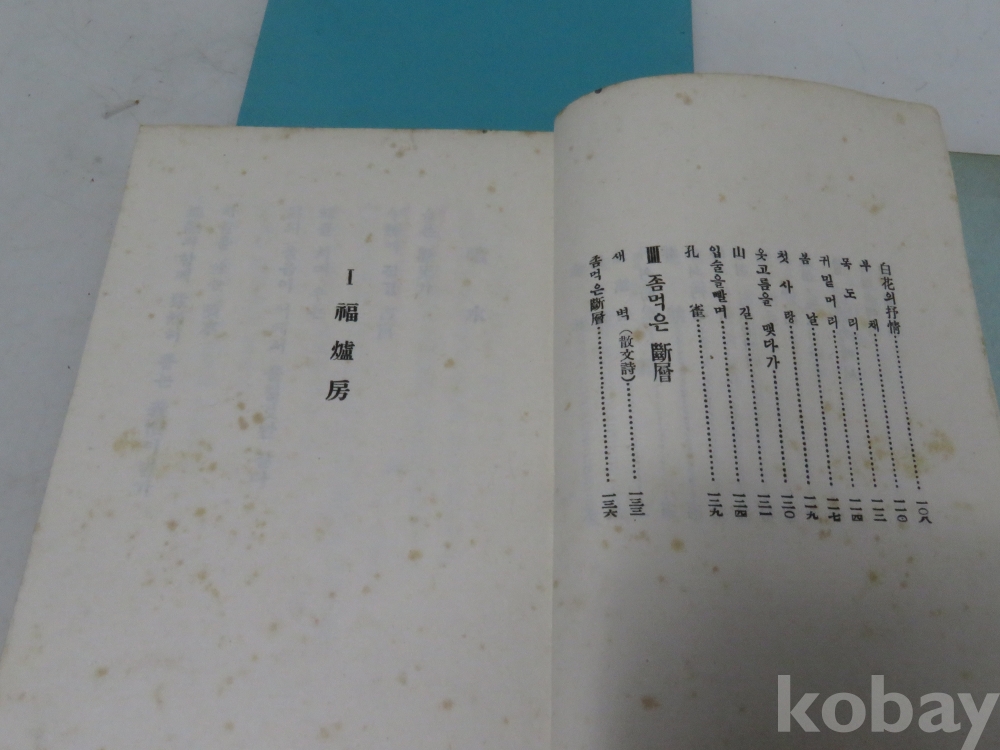 白花의抒情……一〇八
부채……一一〇
목도리……一一二
귀밀머리……一一四
봄날……一一七
첫사랑……一一九
옷고름을 맺다가……一二〇
山길……一二一
입술을빨며……一二四
孔雀……一二九
Ⅲ 좀먹은 斷層
새벽(散文詩)……一三三
좀먹은斷層……一三六
I 福爐房
kobay